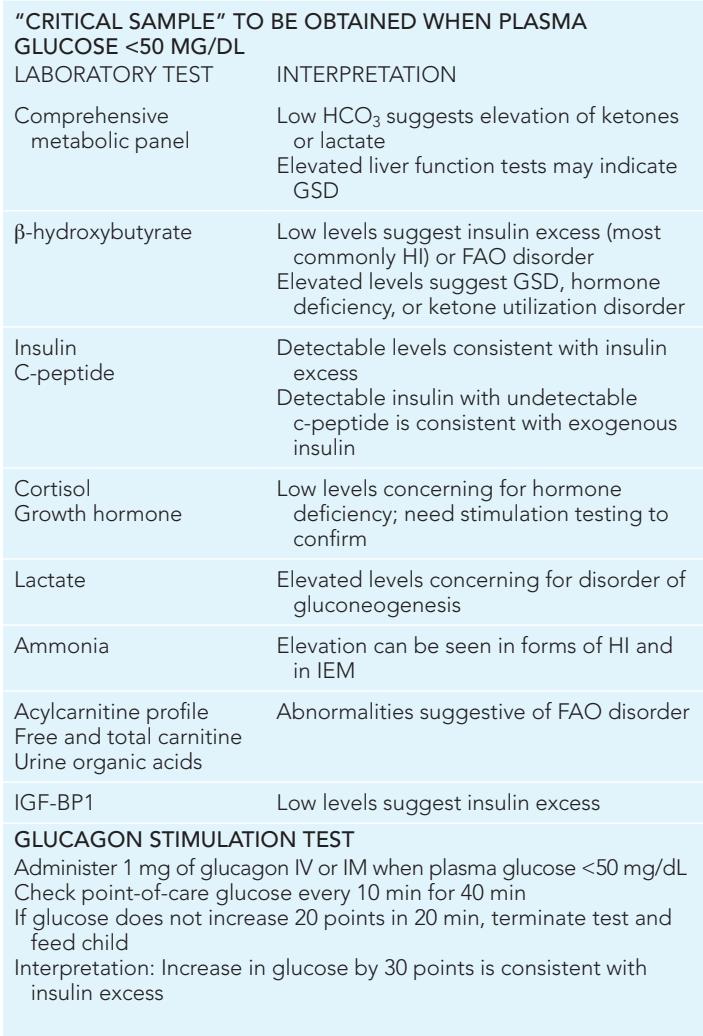 “CRITICAL SAMPLE” TO BE OBTAINED WHEN PLASMA
GLUCOSE <50 MG/DL
LABORATORY TEST INTERPRETATION
Comprehensive Low HCO₃ suggests elevation of ketones
metabolic panel or lactate
Elevated liver function tests may indicate
GSD
β-hydroxybutyrate Low levels suggest insulin excess (most
commonly HI) or FAO disorder
Elevated levels suggest GSD, hormone
deficiency, or ketone utilization disorder
Insulin Detectable levels consistent with insulin
C-peptide excess
Detectable insulin with undetectable
c-peptide is consistent with exogenous
insulin
Cortisol Low levels concerning for hormone
Growth hormone deficiency; need stimulation testing to
confirm
Lactate Elevated levels concerning for disorder of
gluconeogenesis
Ammonia Elevation can be seen in forms of HI and
in IEM
Acylcarnitine profile Abnormalities suggestive of FAO disorder
Free and total carnitine
Urine organic acids
IGF-BP1 Low levels suggest insulin excess
GLUCAGON STIMULATION TEST
Administer 1 mg of glucagon IV or IM when plasma glucose <50 mg/dL
Check point-of-care glucose every 10 min for 40 min
If glucose does not increase 20 points in 20 min, terminate test and
feed child
Interpretation: Increase in glucose by 30 points is consistent with
insulin excess